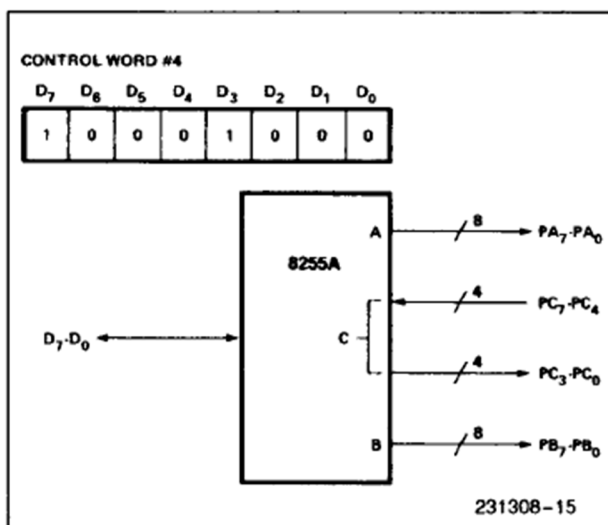 CONTROL WORD #4
D7 D6 D5 D4 D3 D2 D1 D0
1 0 0 0 1 0 0 0
A 8 PA7-PA0
8255A
4 PC7-PC4
D7-D0 C
4 PC3-PC0
B 8 PB7-PB0
231308-15